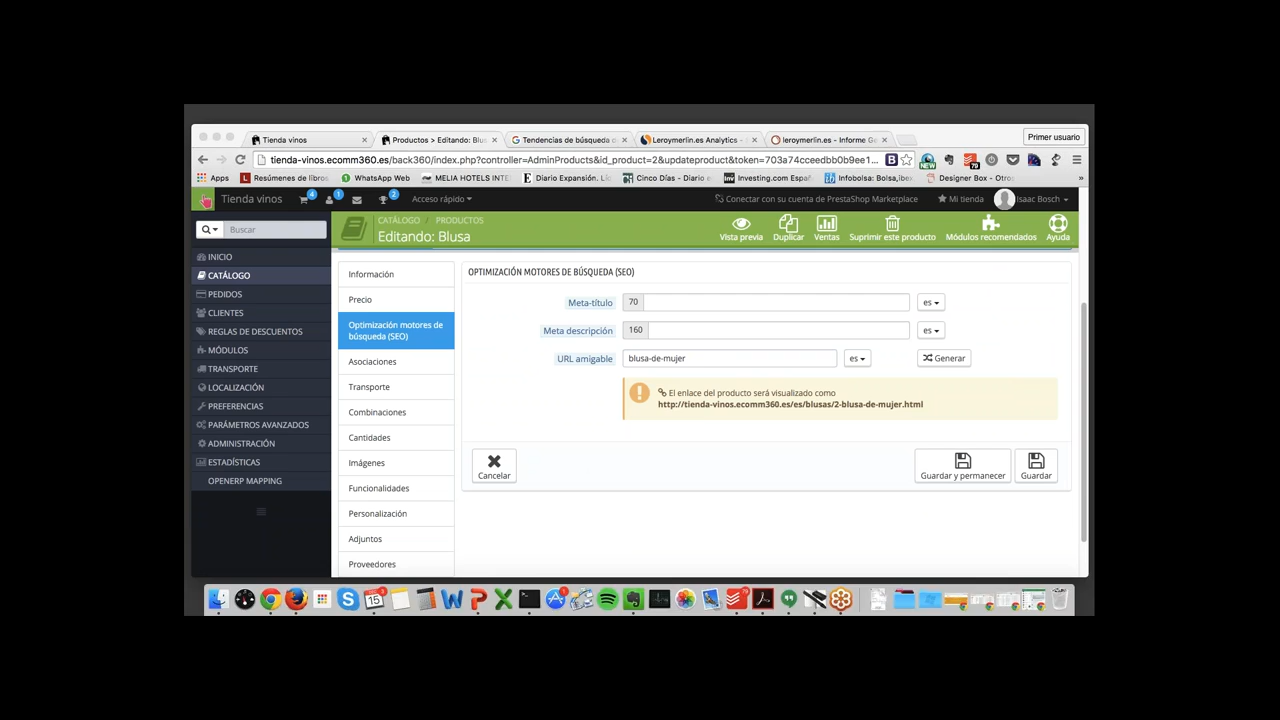 Tienda vinos
Productos > Editando: Blus
Tendencias de búsqueda d
Leroymerlin.es Analytics -
leroymerlin.es - Informe G
Primer usuario
tienda-vinos.ecomm360.es/back360/index.php?controller=AdminProducts&id_product=2&updateproduct&token=703a74cceedbb0b9ee1...
Apps
Resúmenes de libros
WhatsApp Web
MELIA HOTELS INTE
Diario Expansión. Lí
Cinco Días - Diario e
Investing.com Españ
Infobolsa: Bolsa,ibex
Designer Box - Otro
»
Tienda vinos
4
1
2
Acceso rápido
Conectar con su cuenta de PrestaShop Marketplace
Mi tienda
Isaac Bosch
Buscar
CATÁLOGO / PRODUCTOS
Editando: Blusa
Vista previa
Duplicar
Ventas
Suprimir este producto
Módulos recomendados
Ayuda
INICIO
CATÁLOGO
PEDIDOS
CLIENTES
REGLAS DE DESCUENTOS
MÓDULOS
TRANSPORTE
LOCALIZACIÓN
PREFERENCIAS
PARÁMETROS AVANZADOS
ADMINISTRACIÓN
ESTADÍSTICAS
OPENERP MAPPING
Información
Precio
Optimización motores de
búsqueda (SEO)
Asociaciones
Transporte
Combinaciones
Cantidades
Imágenes
Funcionalidades
Personalización
Adjuntos
Proveedores
OPTIMIZACIÓN MOTORES DE BÚSQUEDA (SEO)
Meta-título 70 es
Meta descripción 160 es
URL amigable blusa-de-mujer es Generar
El enlace del producto será visualizado como
http://tienda-vinos.ecomm360.es/es/blusas/2-blusa-de-mujer.html
Cancelar
Guardar y permanecer
Guardar
15